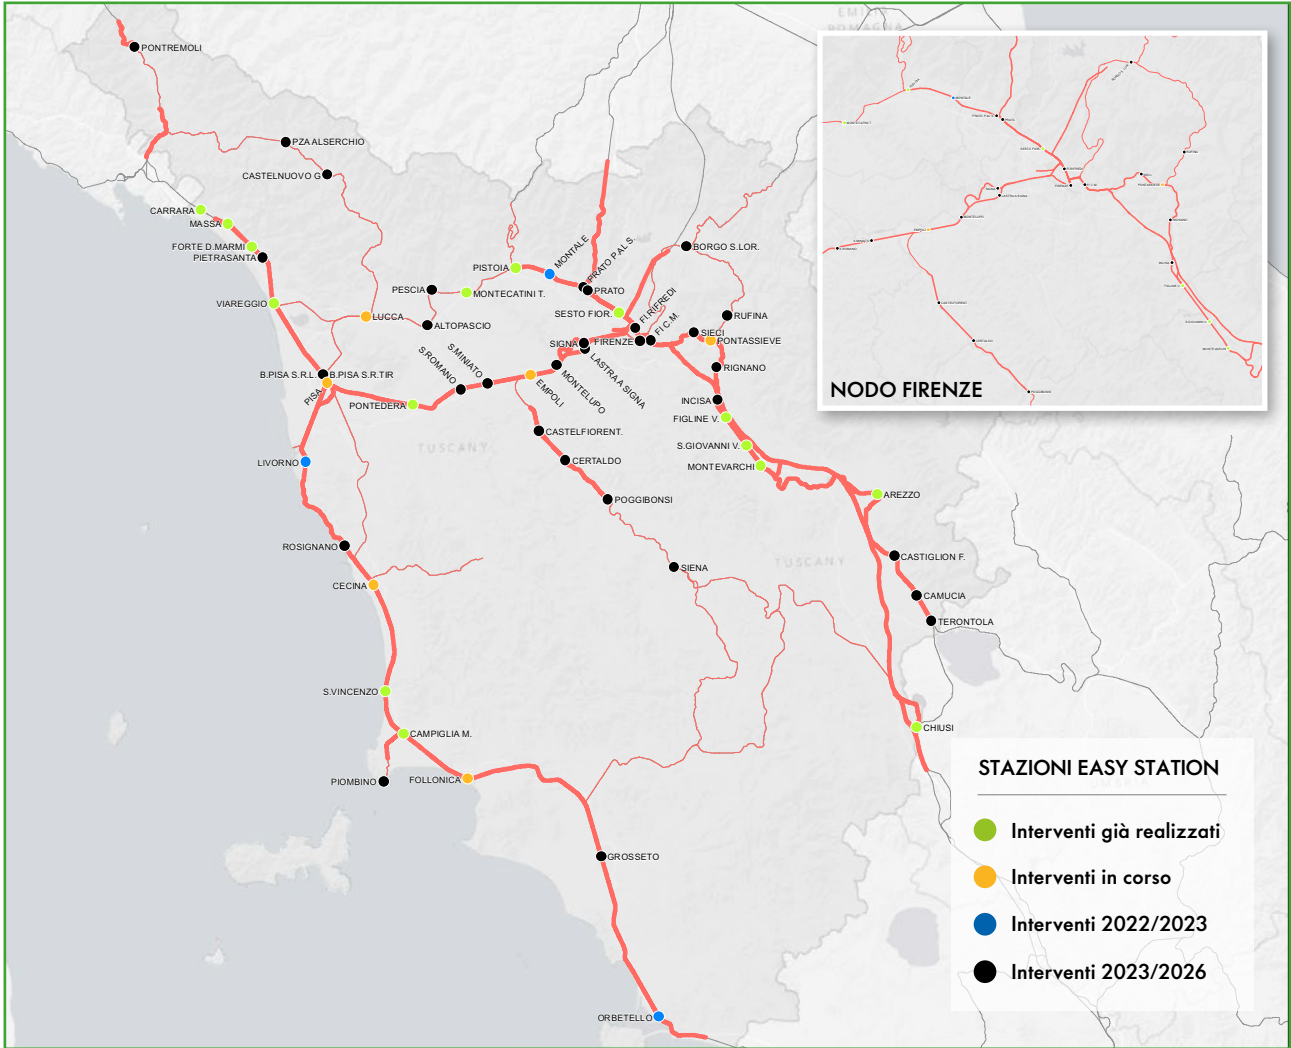 EMILIA
ROMAGNA
PONTREMOLI
PZA ALSERCHIO
CASTELNUOVO G
CARRARA
MASSA
FORTE D.MARMI
PIETRASANTA
VIAREGGIO
LUCCA
PESCIA
ALTOPASCIO
MONTECATINI T.
PISTOIA
MONTALE
PRATO P.AL S.
PRATO
SESTO FIOR.
FI.RIFREDI
FI C.M.
FIRENZE
BORGO S.LOR.
RUFINA
SIECI
PONTASSIEVE
RIGNANO
INCISA
FIGLINE V.
S.GIOVANNI V.
MONTEVARCHI
SIGNA
LASTRA A SIGNA
MONTELUPO
EMPOLI
S.MINIATO
S.ROMANO
PONTEDERA
B.PISA S.R.L.
B.PISA S.R.TIR
PISA
LIVORNO
CASTELFIORENT.
CERTALDO
POGGIBONSI
TUSCANY
TUSCANY
SIENA
AREZZO
CASTIGLION F.
CAMUCIA
TERONTOLA
CHIUSI
ROSIGNANO
CECINA
S.VINCENZO
CAMPIGLIA M.
PIOMBINO
FOLLONICA
GROSSETO
ORBETELLO
NODO FIRENZE
STAZIONI EASY STATION
Interventi già realizzati
Interventi in corso
Interventi 2022/2023
Interventi 2023/2026